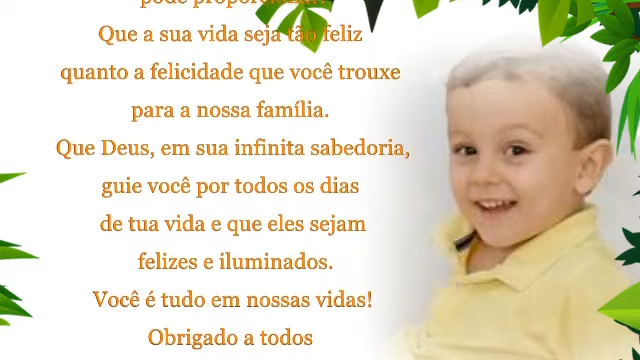 pode proporcionar!
Que a sua vida seja tão feliz
quanto a felicidade que você trouxe
para a nossa família.
Que Deus, em sua infinita sabedoria,
guie você por todos os dias
de tua vida e que eles sejam
felizes e iluminados.
Você é tudo em nossas vidas!
Obrigado a todos